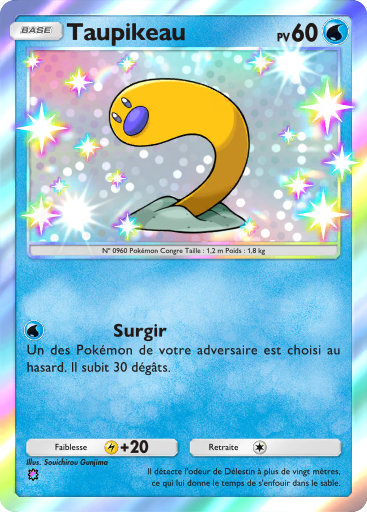 BASE
Taupikeau
PV 60
N° 0960 Pokémon Congre Taille : 1,2 m Poids : 1,8 kg
Surgir
Un des Pokémon de votre adversaire est choisi au
hasard. Il subit 30 dégâts.
Faiblesse +20
Retraite
Illus. Souichirou Gunjima
Il détecte l'odeur de Délestin à plus de vingt mètres,
ce qui lui donne le temps de s'enfouir dans le sable.